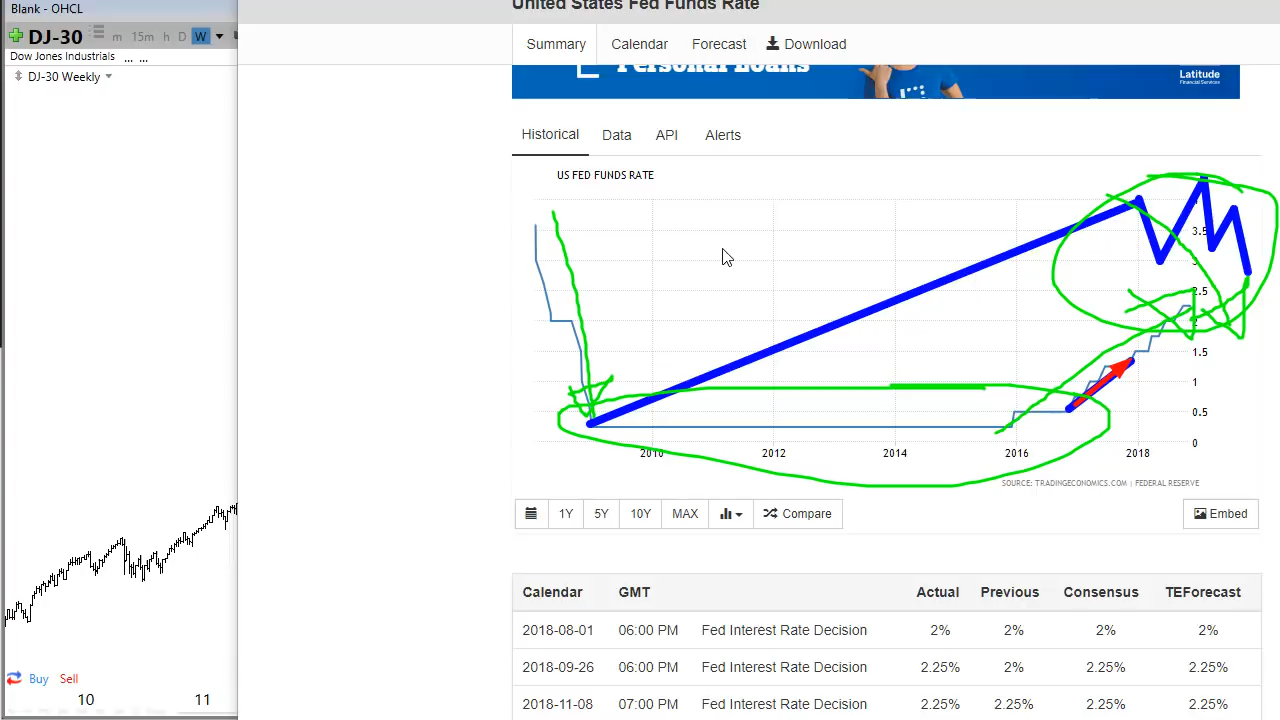 Blank - OHCL
DJ-30 m 15m h D W
Dow Jones Industrials ... ...
DJ-30 Weekly
Buy Sell
10 11
United States Fed Funds Rate
Summary Calendar Forecast Download
Personal Loans
Latitude
Financial Services
Historical Data API Alerts
US FED FUNDS RATE
3.5
3
2.5
2
1.5
1
0.5
0
2010 2012 2014 2016 2018
SOURCE: TRADINGECONOMICS.COM | FEDERAL RESERVE
1Y 5Y 10Y MAX Compare Embed
Calendar GMT Actual Previous Consensus TEForecast
2018-08-01 06:00 PM Fed Interest Rate Decision 2% 2% 2% 2%
2018-09-26 06:00 PM Fed Interest Rate Decision 2.25% 2% 2.25% 2.25%
2018-11-08 07:00 PM Fed Interest Rate Decision 2.25% 2.25% 2.25% 2.25%